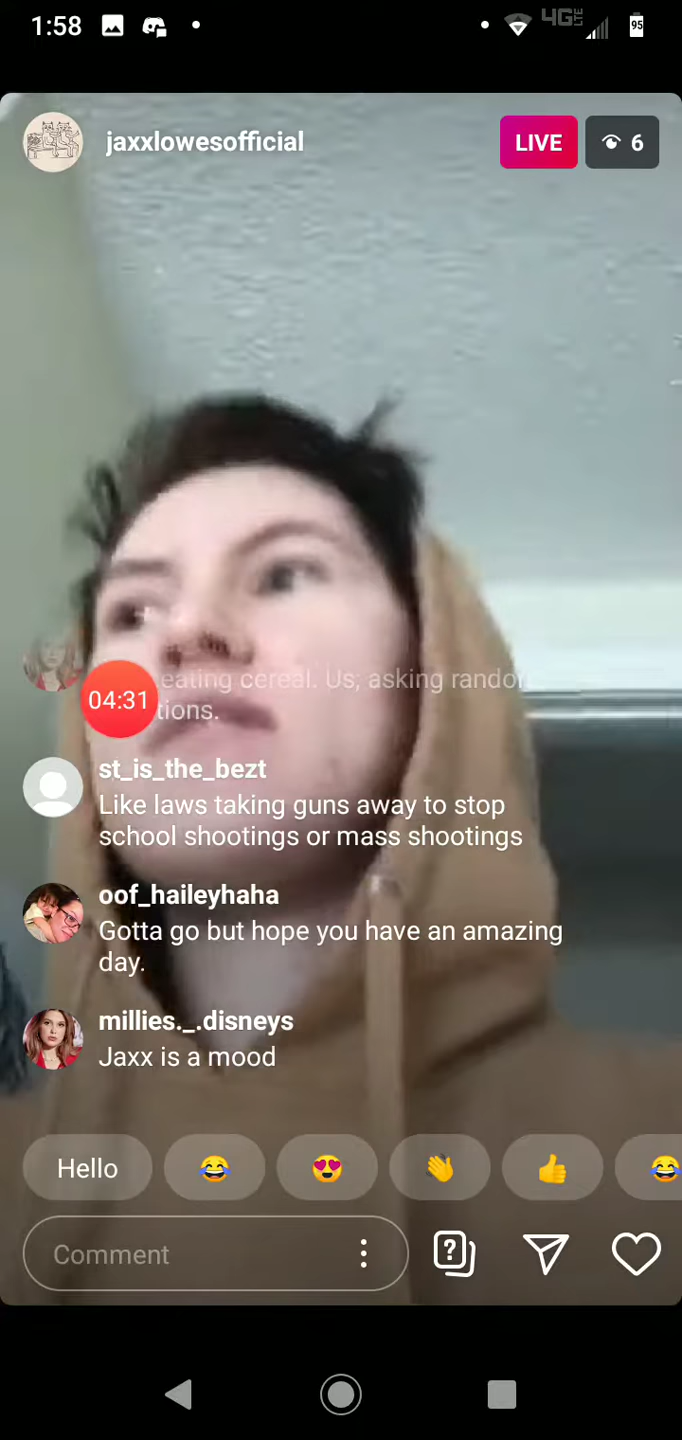 1:58
4G LTE
95
jaxxlowesofficial
LIVE
6
eating cereal. Us; asking rando
tions.
04:31
st_is_the_bezt
Like laws taking guns away to stop
school shootings or mass shootings
oof_haileyhaha
Gotta go but hope you have an amazing
day.
millies._.disneys
Jaxx is a mood
Hello
Comment